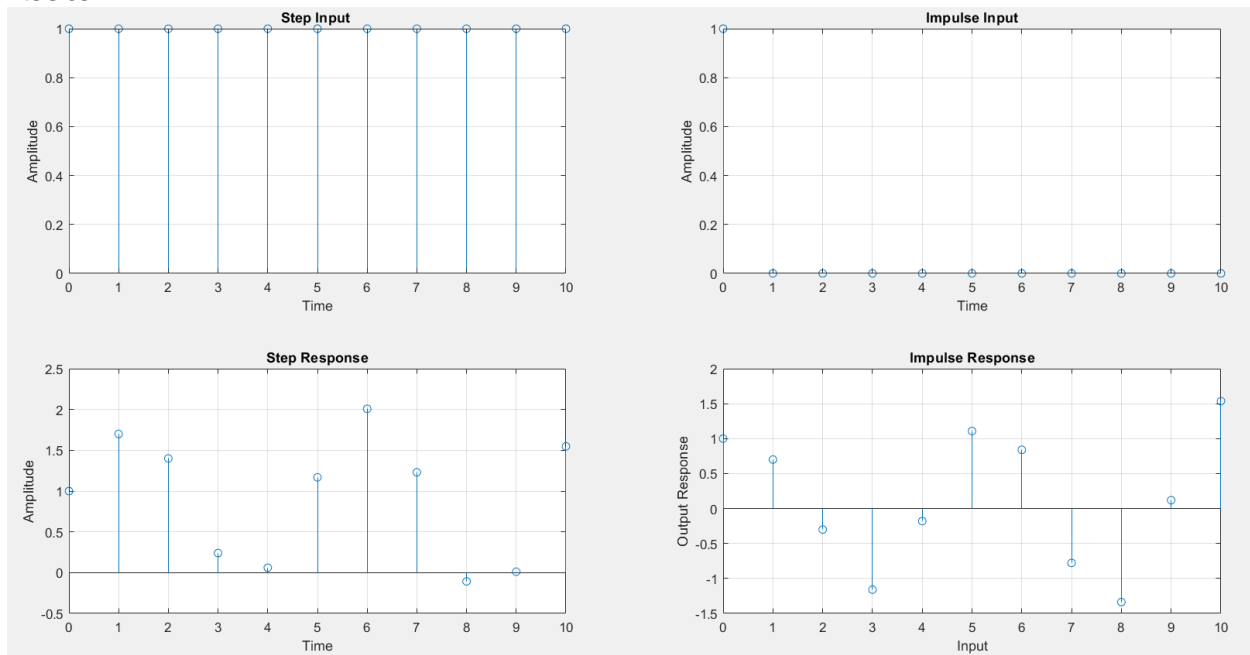 Step Input
1
0.8
0.6
0.4
0.2
0
Amplitude
0 1 2 3 4 5 6 7 8 9 10
Time
Impulse Input
1
0.8
0.6
0.4
0.2
0
Amplitude
0 1 2 3 4 5 6 7 8 9 10
Time
Step Response
2.5
2
1.5
1
0.5
0
-0.5
Amplitude
0 1 2 3 4 5 6 7 8 9 10
Time
Impulse Response
2
1.5
1
0.5
0
-0.5
-1
-1.5
Output Response
0 1 2 3 4 5 6 7 8 9 10
Input